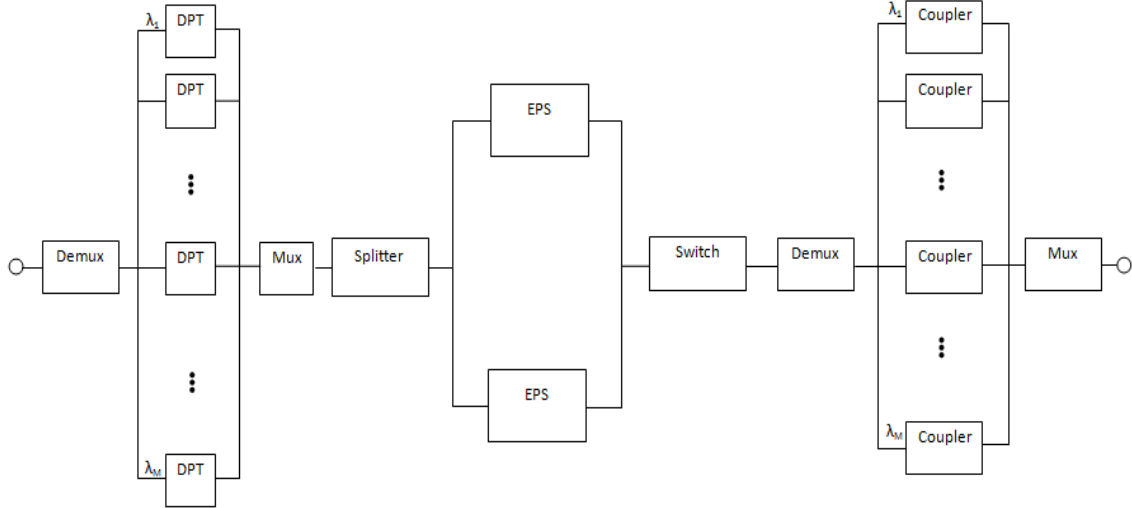 λ1
DPT
DPT
Demux
DPT
λM
DPT
Mux
Splitter
EPS
EPS
Switch
Demux
λ1
Coupler
Coupler
Coupler
λM
Coupler
Mux